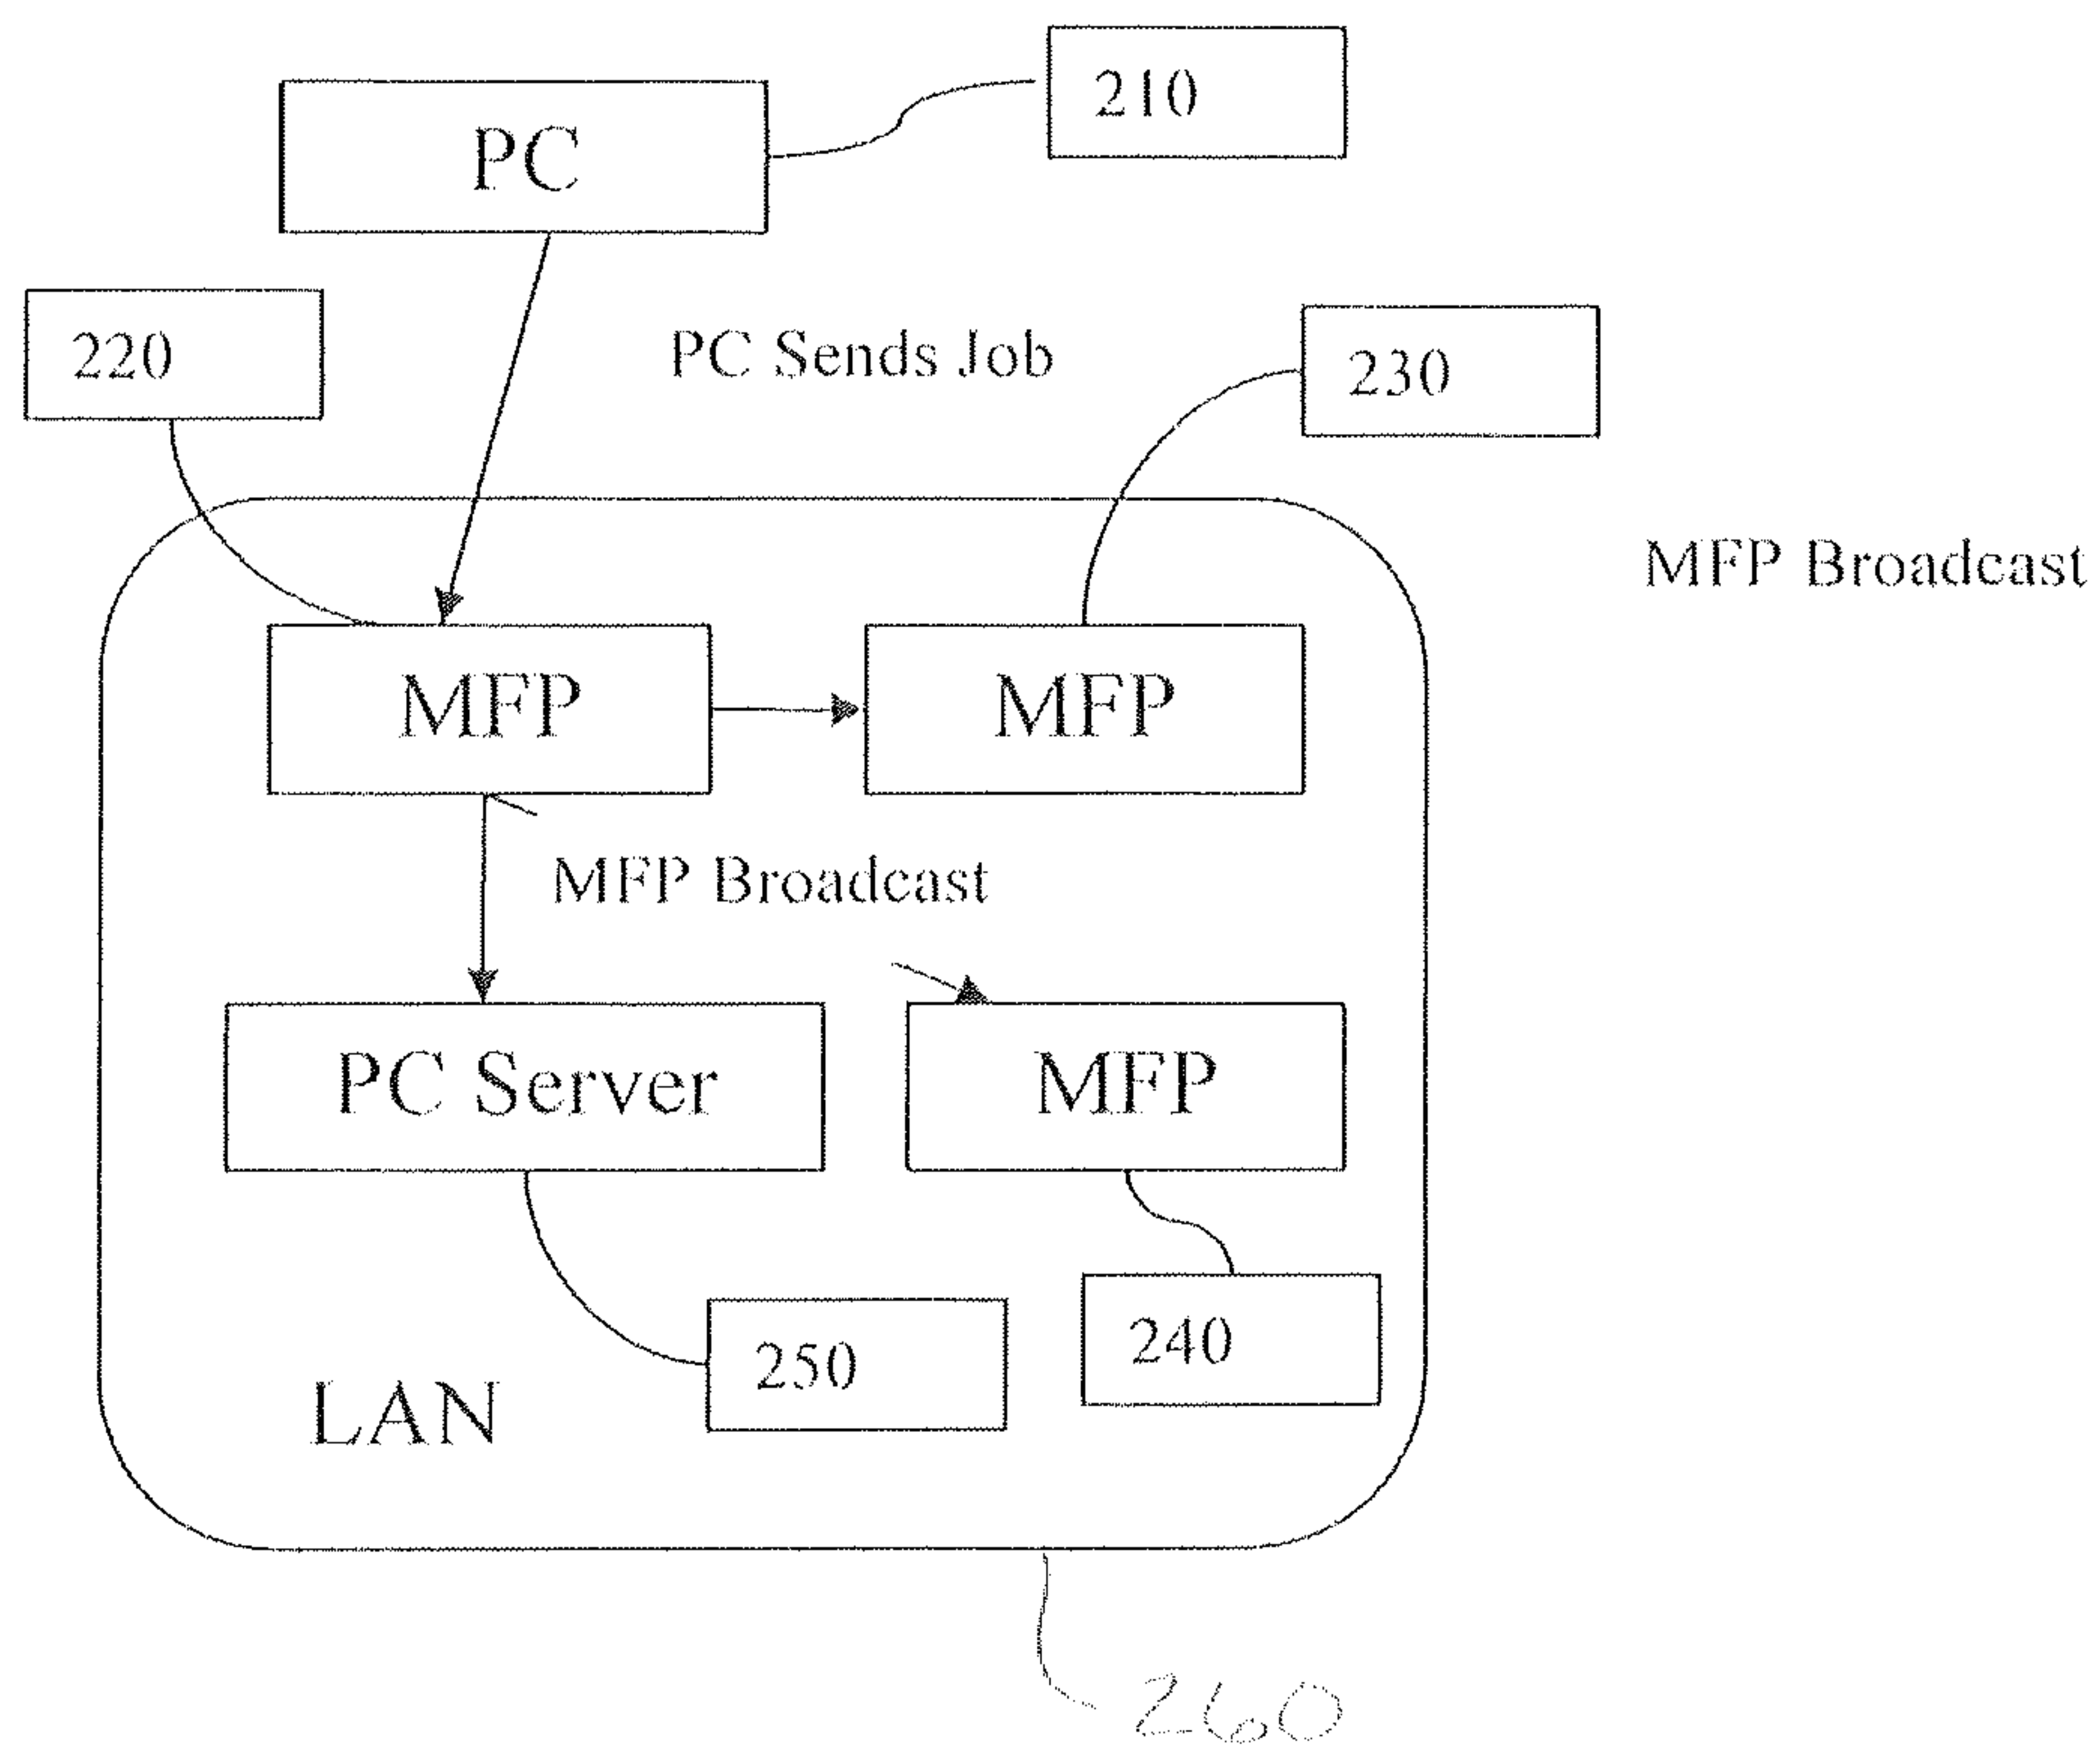 210
PC
220
PC Sends Job
230
MFP Broadcast
MFP
MFP
MFP Broadcast
PC Server
MFP
250
240
LAN
260